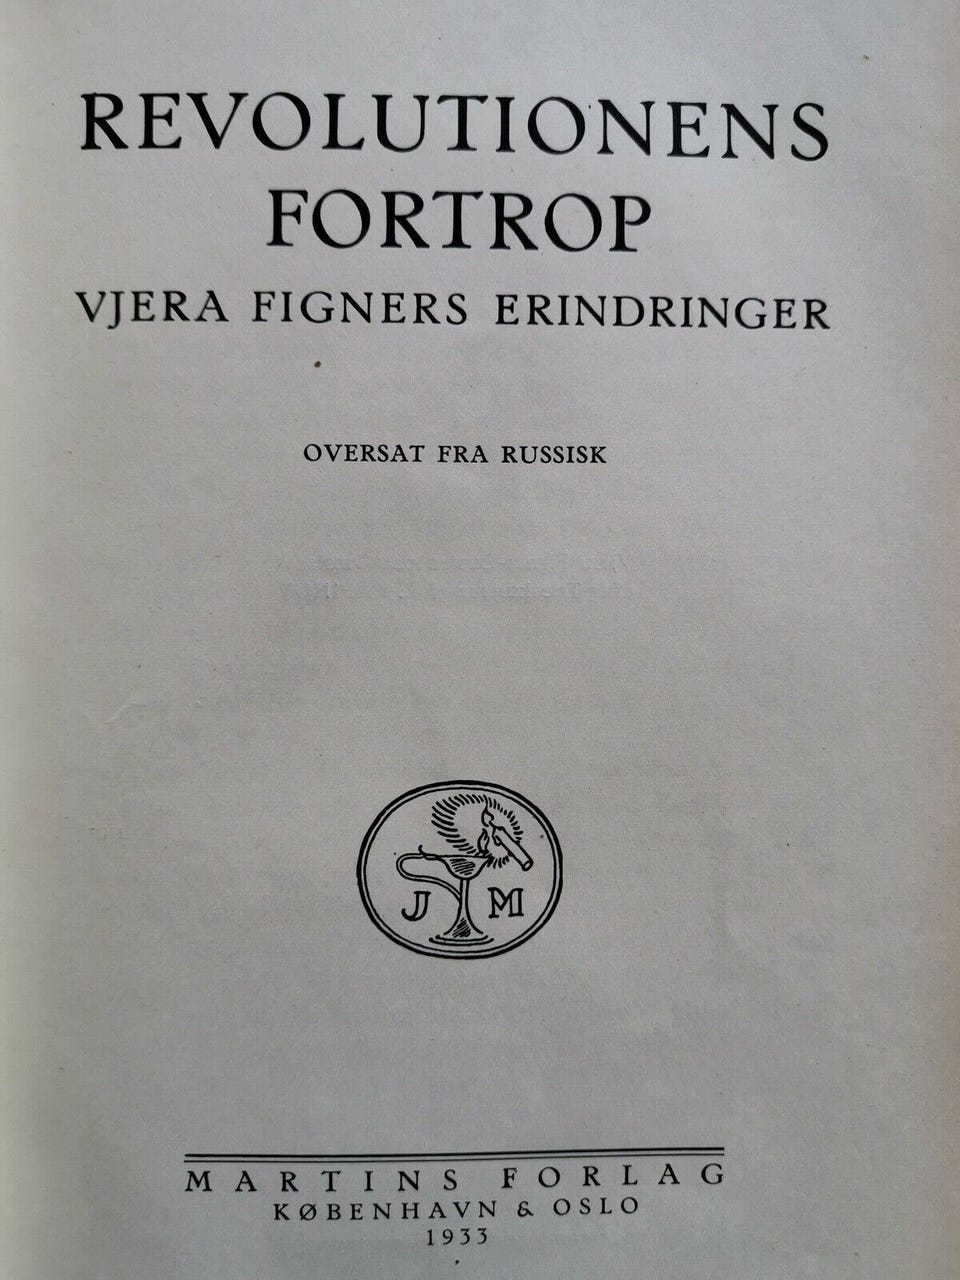 REVOLUTIONENS
FORTROP
VJERA FIGNERS ERINDRINGER
OVERSAT FRA RUSSISK
J M
MARTINS FORLAG
KØBENHAVN & OSLO
1933